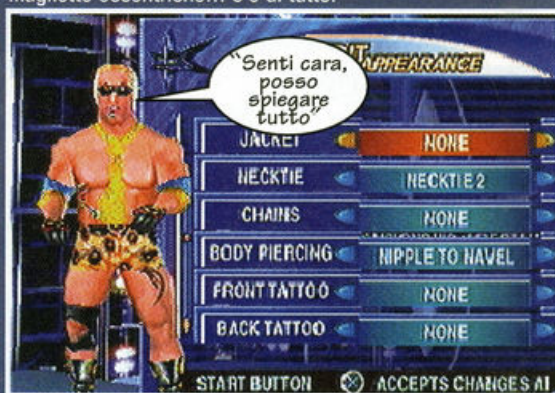 "Senti cara,
posso
spiegare
tutto"
APPEARANCE
JACKET NONE
NECKTIE NECKTIE 2
CHAINS NONE
BODY PIERCING NIPPLE TO NAVEL
FRONT TATTOO NONE
BACK TATTOO NONE
START BUTTON ACCEPTS CHANGES